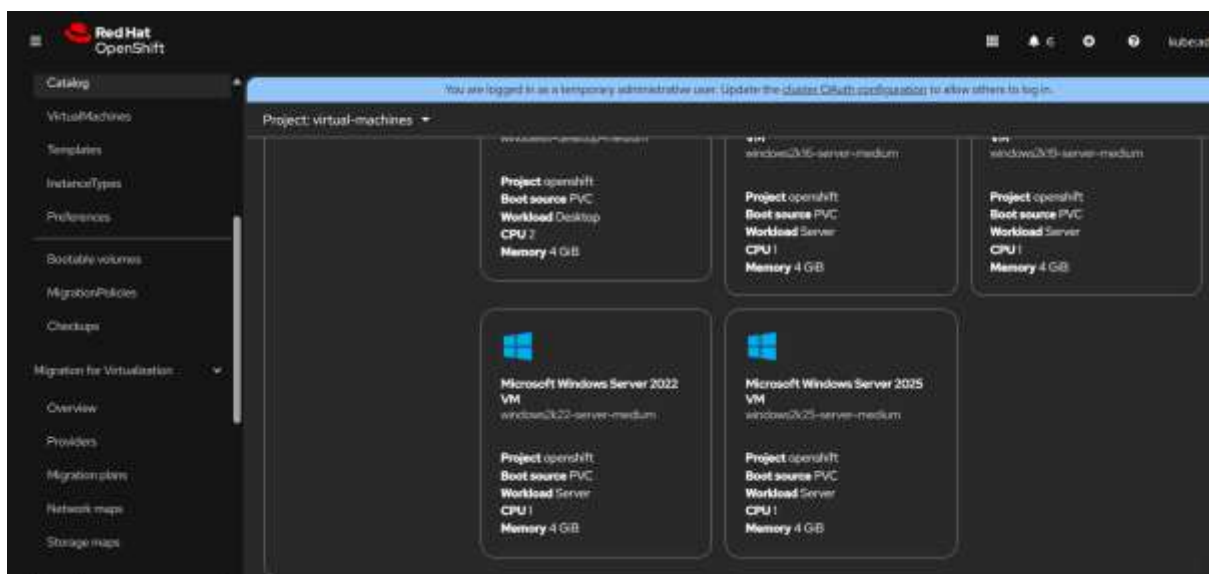 Red Hat
OpenShift
6
Catalog
VirtualMachines
Templates
InstanceTypes
Preferences
Bootable volumes
MigrationPolicies
Checkups
Migration for Virtualization
Overview
Providers
Migration plans
Network maps
Storage maps
You are logged in as a temporary administrative user. Update the cluster OAuth configuration to allow others to log in.
Project: virtual-machines
Project openshift
Boot source PVC
Workload Desktop
CPU 2
Memory 4 GiB
VM
windows2k16-server-medium
Project openshift
Boot source PVC
Workload Server
CPU 1
Memory 4 GiB
VM
windows2k19-server-medium
Project openshift
Boot source PVC
Workload Server
CPU 1
Memory 4 GiB
Microsoft Windows Server 2022
VM
windows2k22-server-medium
Project openshift
Boot source PVC
Workload Server
CPU 1
Memory 4 GiB
Microsoft Windows Server 2025
VM
windows2k25-server-medium
Project openshift
Boot source PVC
Workload Server
CPU 1
Memory 4 GiB